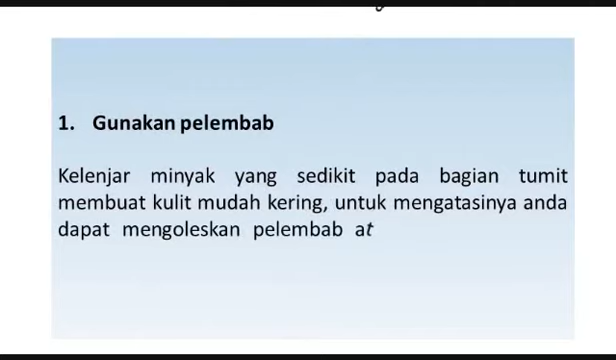 1. Gunakan pelembab
Kelenjar minyak yang sedikit pada bagian tumit
membuat kulit mudah kering, untuk mengatasinya anda
dapat mengoleskan pelembab at